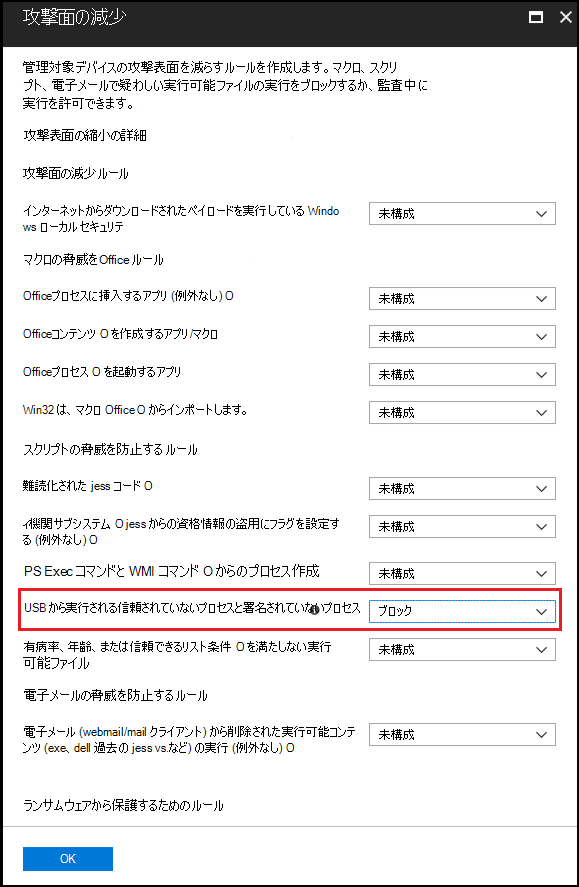 攻撃面の減少
管理対象デバイスの攻撃表面を減らすルールを作成します。マクロ、スクリ
プト、電子メールで疑わしい実行可能ファイルの実行をブロックするか、監査中に
実行を許可できます。
攻撃表面の縮小の詳細
攻撃面の減少 ルール
インターネットからダウンロードされたペイロードを実行している Windo
ws ローカル セキュリティ
未構成
マクロの脅威を Office ルール
Officeプロセスに挿入するアプリ (例外なし) O
未構成
Officeコンテンツ O を作成するアプリ/マクロ
未構成
Officeプロセス O を起動するアプリ
未構成
Win32 は、マクロ Office O からインポートします。
未構成
スクリプトの脅威を防止する ルール
難読化された jess コード O
未構成
ィ機関サブシステム O jess からの資格情報の盗用にフラグを設定す
る (例外なし) O
未構成
PS Exec コマンドと WMI コマンド O からのプロセス作成
未構成
USB から実行される信頼されていないプロセスと署名されていないプロセス
ブロック
有病率、年齢、または信頼できるリスト条件 O を満たしない実行
可能ファイル
未構成
電子メールの脅威を防止するルール
電子メール (webmail/mail クライアント) から削除された実行可能コンテ
ンツ (exe、dell 過去の jess vs.など) の実行 (例外なし) O
未構成
ランサムウェアから保護するためのルール
OK